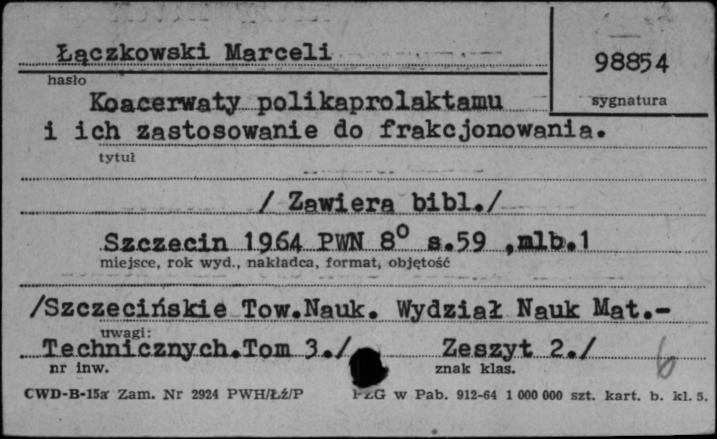 Łączkowski Marceli
98854
hasło
sygnatura
Koacerwaty polikaprolaktamu
i ich zastosowanie do frakcjonowania.
tytuł
/ Zawiera bibl./
Szczecin 1964 PWN 8° s.59 ,nlb.1
miejsce, rok wyd., nakładca, format, objętość
/Szczecińskie Tow.Nauk. Wydział Nauk Mat.-
uwagi:
Technicznych.Tom 3./ Zeszyt 2./
nr inw. znak klas. 6
CWD-B-15a Zam. Nr 2924 PWH/Łź/P PZG w Pab. 912-64 1 000 000 szt. kart. b. kl. 5.